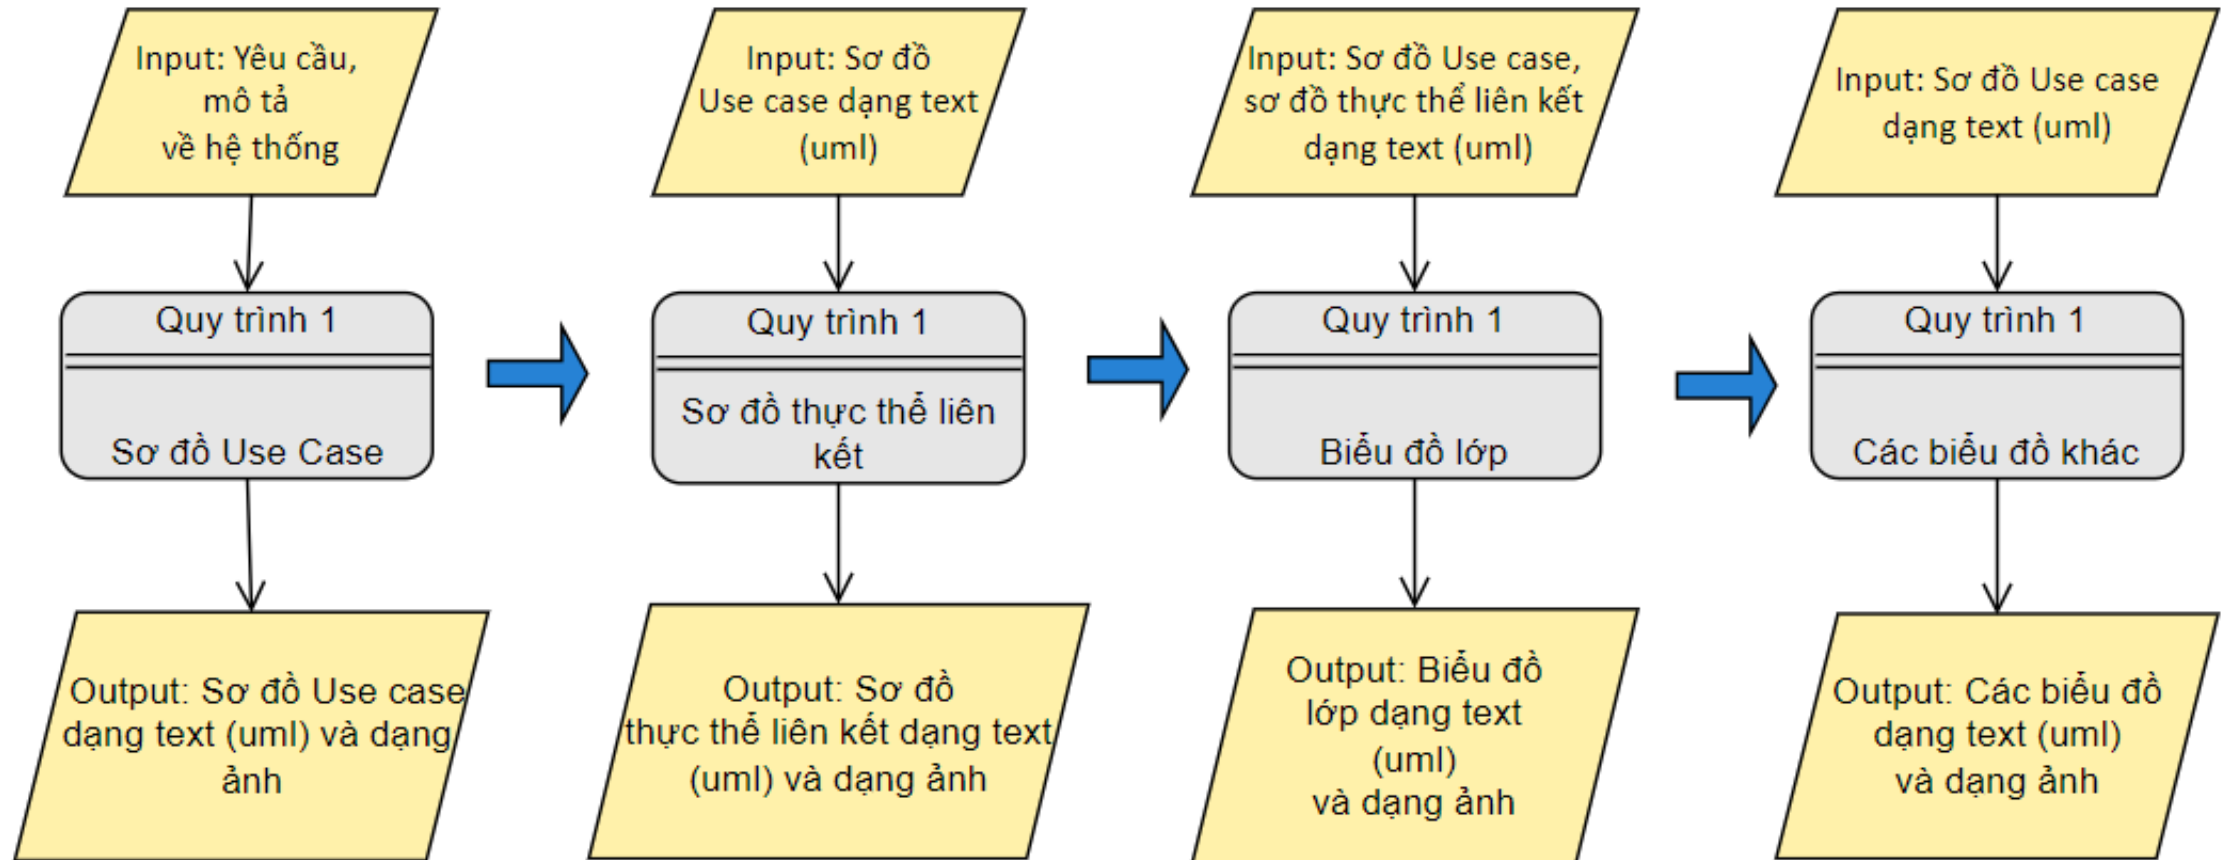 Input: Yêu cầu,
mô tả
về hệ thống
Input: Sơ đồ
Use case dạng text
(uml)
Input: Sơ đồ Use case,
sơ đồ thực thể liên kết
dạng text (uml)
Input: Sơ đồ Use case
dạng text (uml)
Quy trình 1
Sơ đồ Use Case
Quy trình 1
Sơ đồ thực thể liên
kết
Quy trình 1
Biểu đồ lớp
Quy trình 1
Các biểu đồ khác
Output: Sơ đồ Use case
dạng text (uml) và dạng
ảnh
Output: Sơ đồ
thực thể liên kết dạng text
(uml) và dạng ảnh
Output: Biểu đồ
lớp dạng text
(uml)
và dạng ảnh
Output: Các biểu đồ
dạng text (uml)
và dạng ảnh